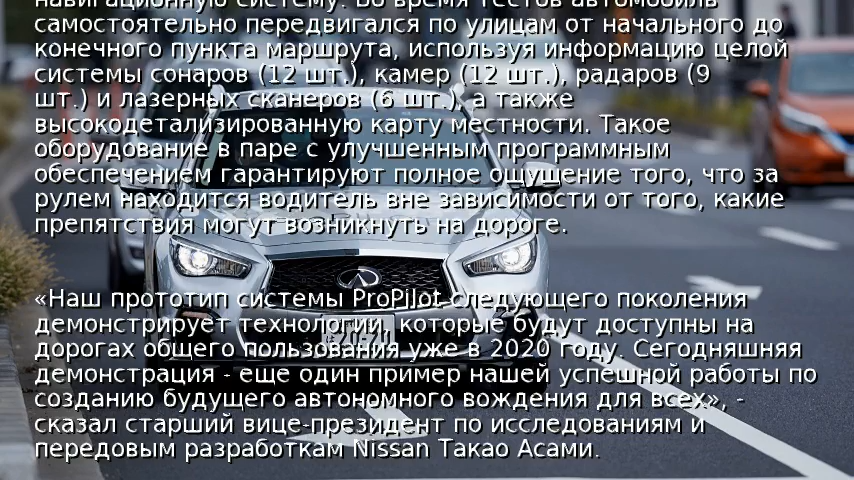 навигационную систему. Во время тестов автомобиль
самостоятельно передвигался по улицам от начального до
конечного пункта маршрута, используя информацию целой
системы сонаров (12 шт.), камер (12 шт.), радаров (9
шт.) и лазерных сканеров (6 шт.), а также
высокодетализированную карту местности. Такое
оборудование в паре с улучшенным программным
обеспечением гарантируют полное ощущение того, что за
рулем находится водитель вне зависимости от того, какие
препятствия могут возникнуть на дороге.
«Наш прототип системы ProPilot следующего поколения
демонстрирует технологии, которые будут доступны на
дорогах общего пользования уже в 2020 году. Сегодняшняя
демонстрация - еще один пример нашей успешной работы по
созданию будущего автономного вождения для всех», -
сказал старший вице-президент по исследованиям и
передовым разработкам Nissan Такао Асами.